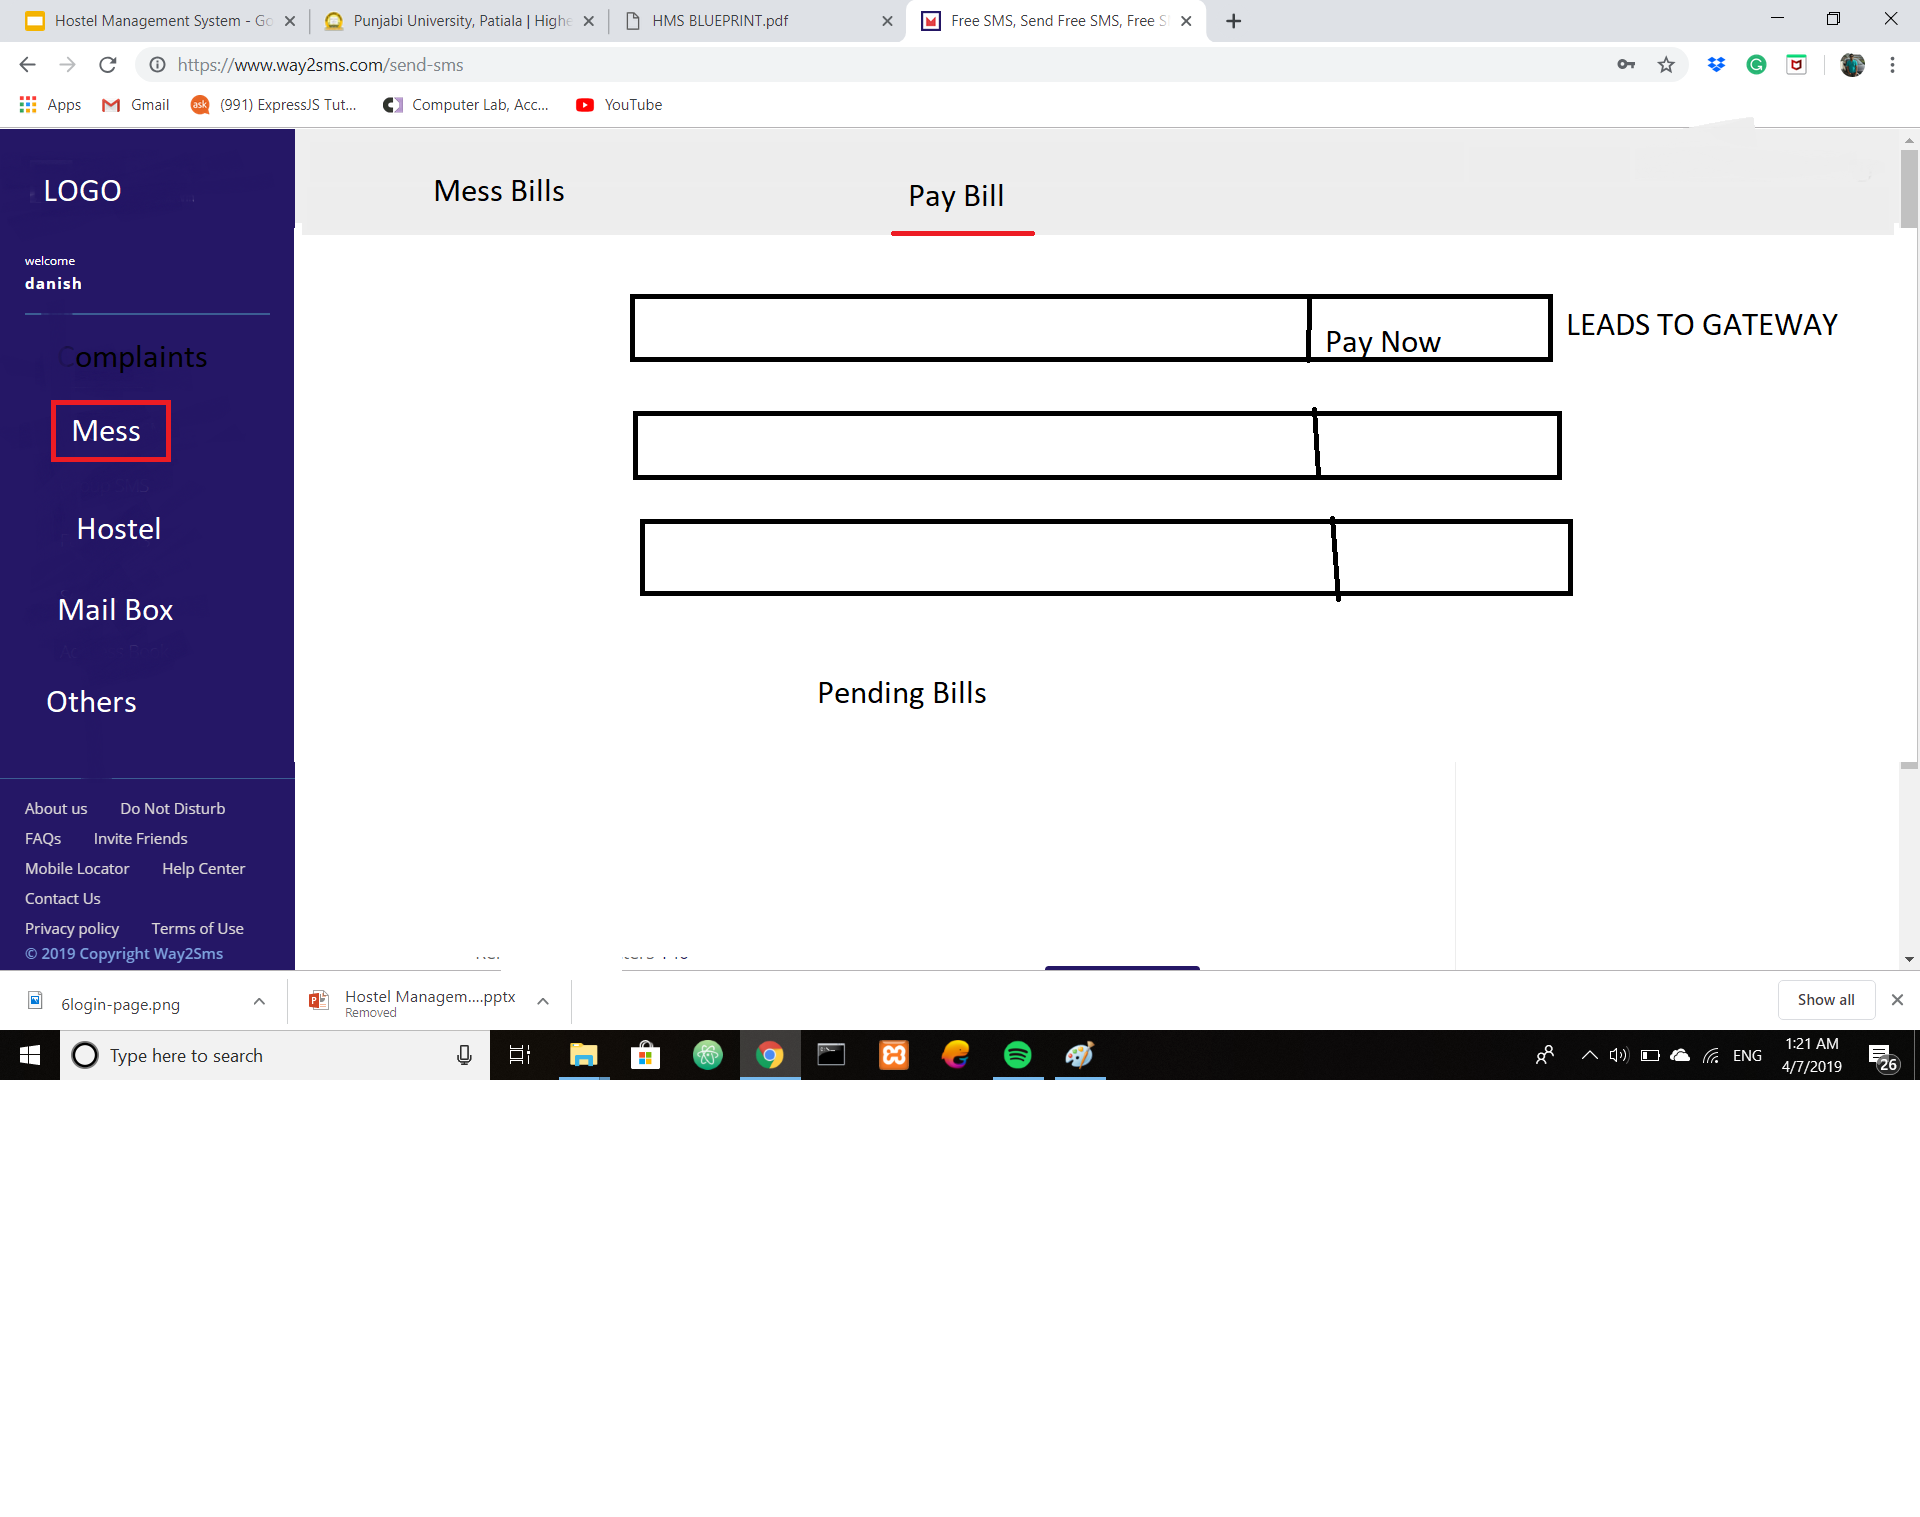 Hostel Management System - Go
Punjabi University, Patiala | Highe
HMS BLUEPRINT.pdf
Free SMS, Send Free SMS, Free S
https://www.way2sms.com/send-sms
Apps
Gmail
(991) ExpressJS Tut...
Computer Lab, Acc...
YouTube
LOGO
Mess Bills
Pay Bill
welcome
danish
Complaints
Mess
Hostel
Mail Box
Others
Pay Now
LEADS TO GATEWAY
Pending Bills
About us Do Not Disturb
FAQs Invite Friends
Mobile Locator Help Center
Contact Us
Privacy policy Terms of Use
© 2019 Copyright Way2Sms
6login-page.png
Hostel Managem....pptx
Removed
Show all
Type here to search
ENG
1:21 AM
4/7/2019
26